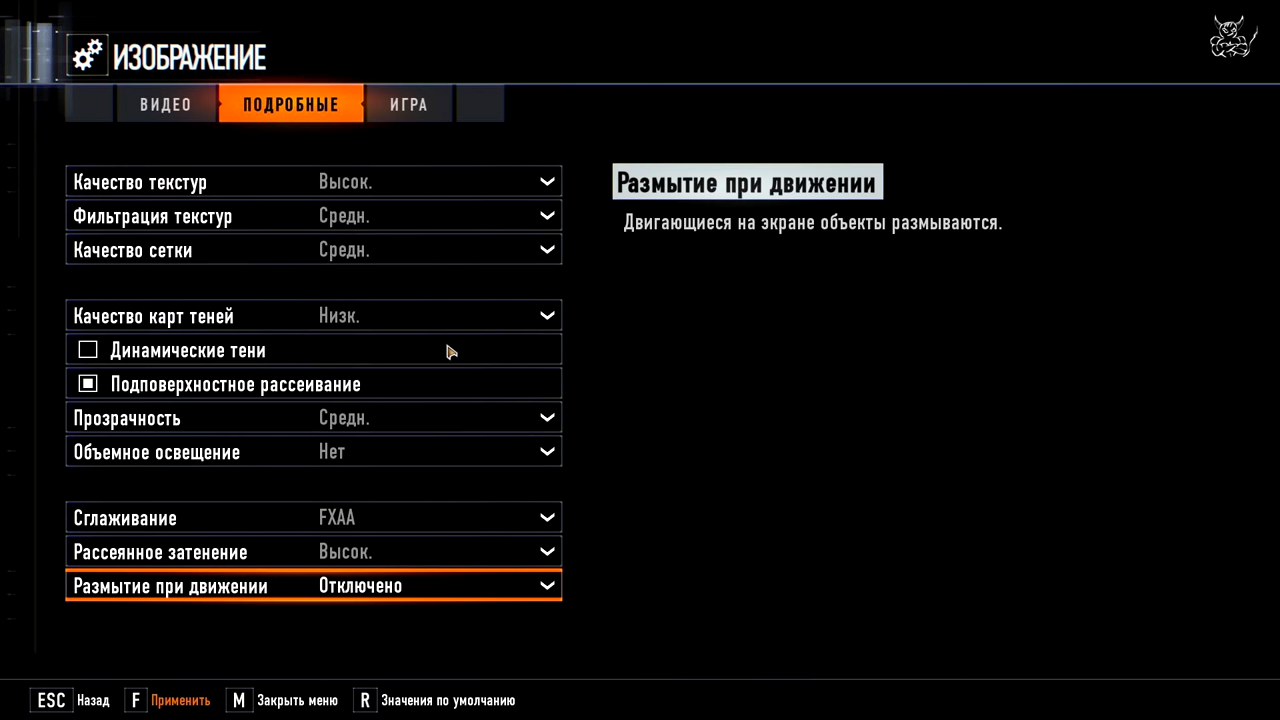 ИЗОБРАЖЕНИЕ
ВИДЕО ПОДРОБНЫЕ ИГРА
Качество текстур Высок.
Фильтрация текстур Средн.
Качество сетки Средн.
Качество карт теней Низк.
Динамические тени
Подповерхностное рассеивание
Прозрачность Средн.
Объемное освещение Нет
Сглаживание FXAA
Рассеянное затенение Высок.
Размытие при движении Отключено
Размытие при движении
Двигающиеся на экране объекты размываются.
ESC Назад F Применить M Закрыть меню R Значения по умолчанию